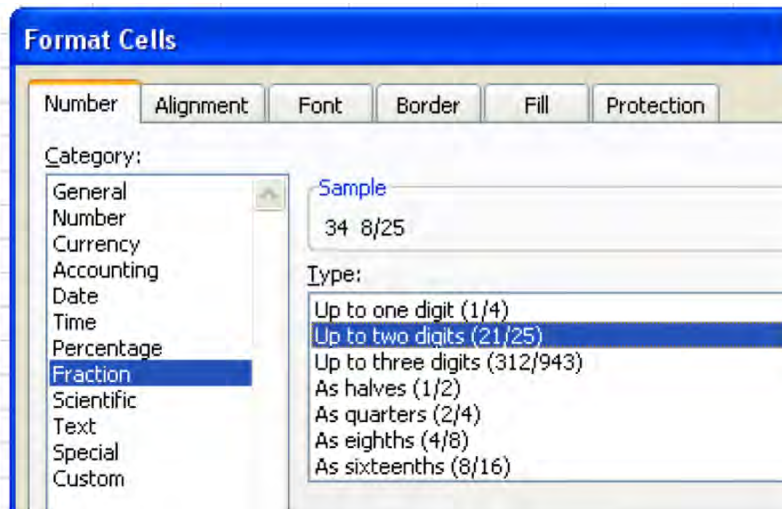 Format Cells
Number Alignment Font Border Fill Protection
Category:
General
Number
Currency
Accounting
Date
Time
Percentage
Fraction
Scientific
Text
Special
Custom
Sample
34 8/25
Type:
Up to one digit (1/4)
Up to two digits (21/25)
Up to three digits (312/943)
As halves (1/2)
As quarters (2/4)
As eighths (4/8)
As sixteenths (8/16)